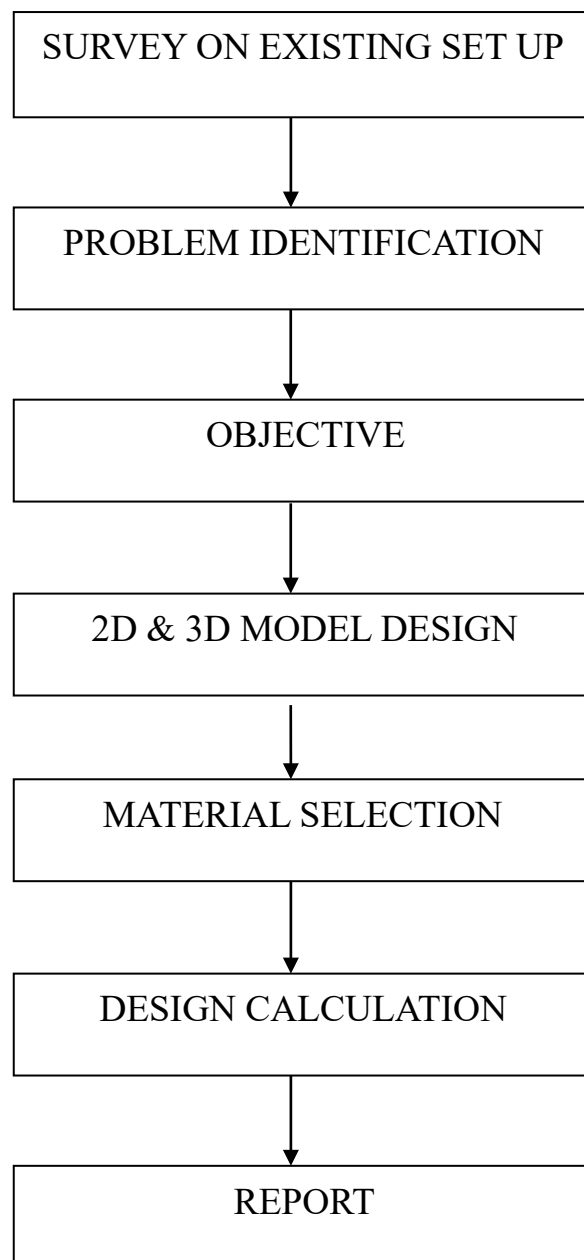 SURVEY ON EXISTING SET UP
PROBLEM IDENTIFICATION
OBJECTIVE
2D & 3D MODEL DESIGN
MATERIAL SELECTION
DESIGN CALCULATION
REPORT